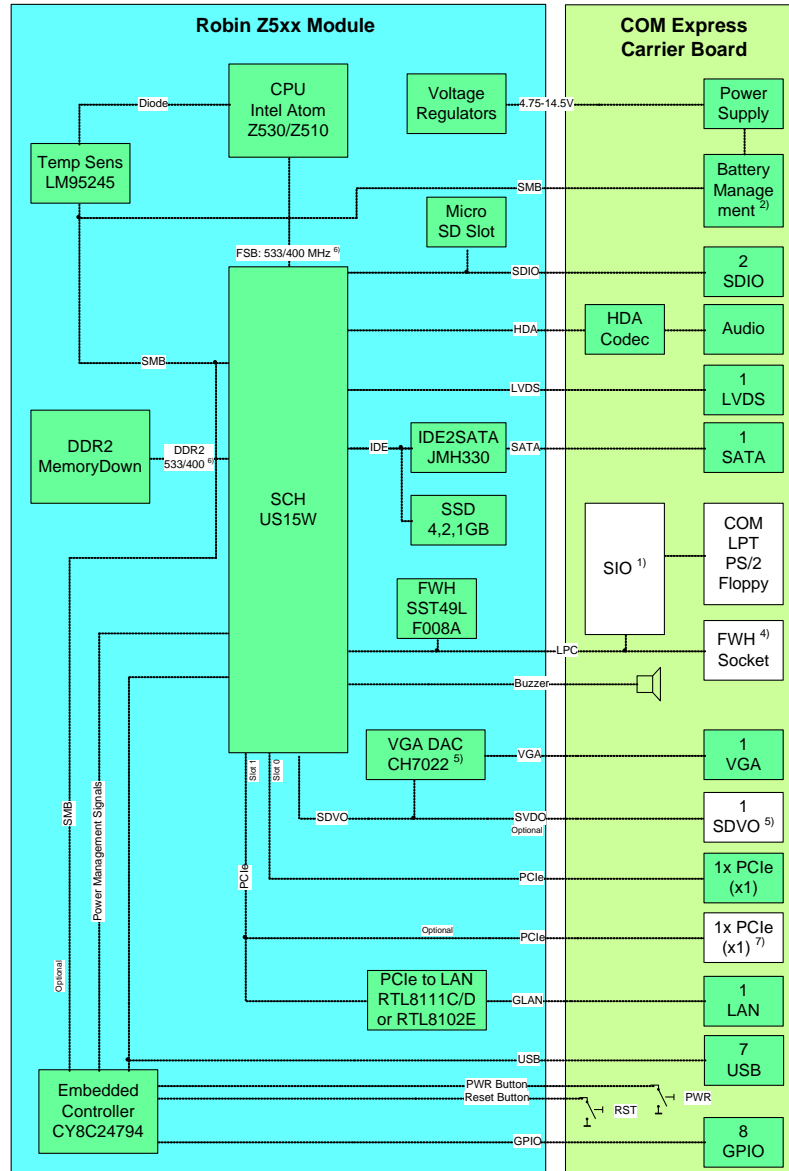 Robin Z5xx Module
COM Express
Carrier Board
CPU
Intel Atom
Z530/Z510
Voltage
Regulators
4.75-14.5V
Power
Supply
Diode
Temp Sens
LM95245
SMB
Battery
Manage
ment 2)
Micro
SD Slot
FSB: 533/400 MHz 6)
SDIO
2
SDIO
HDA
HDA
Codec
Audio
SMB
LVDS
1
LVDS
DDR2
MemoryDown
DDR2
533/400 6)
IDE
IDE2SATA
JMH330
SATA
1
SATA
SCH
US15W
SSD
4,2,1GB
SIO 1)
COM
LPT
PS/2
Floppy
FWH
SST49L
F008A
LPC
FWH 4)
Socket
Buzzer
Slot 1
Slot 0
VGA DAC
CH7022 5)
VGA
1
VGA
SMB
Power Management Signals
SDVO
SVDO
Optional
1
SDVO 5)
PCIe
PCIe
1x PCIe
(x1)
Optional
Optional
PCIe
1x PCIe
(x1) 7)
PCIe to LAN
RTL8111C/D
or RTL8102E
GLAN
1
LAN
USB
7
USB
Embedded
Controller
CY8C24794
PWR Button
Reset Button
RST
PWR
GPIO
8
GPIO